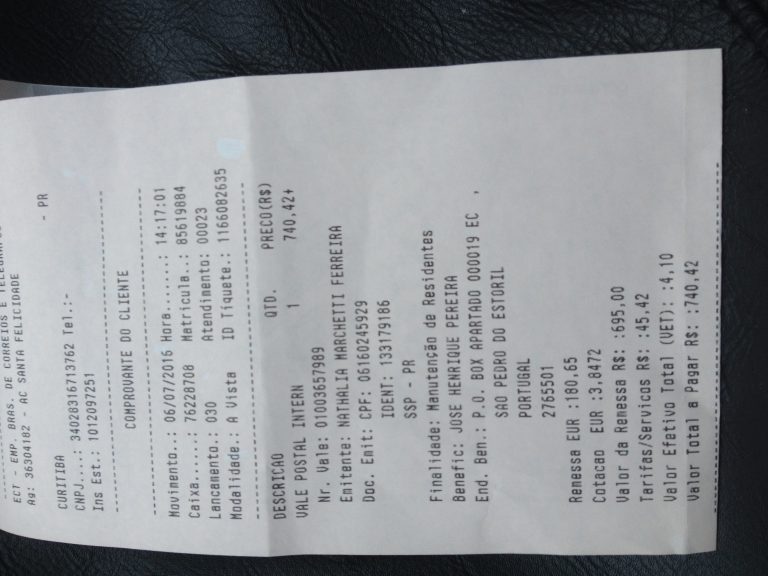 ECT - EMP. BRAS. DE CORREIOS E TELEGRAFOS
Ag: 36304182 - AC SANTA FELICIDADE
CURITIBA - PR
CNPJ....: 34028316713762 Tel.:-
Ins Est.: 1012097251
COMPROVANTE DO CLIENTE
Movimento..: 06/07/2016 Hora.......: 14:17:01
Caixa......: 76228708 Matricula..: 85619884
Lancamento: 030 Atendimento: 00023
Modalidade.: A Vista ID Tiquete.: 1166082635
DESCRICAO QTD. PRECO(R$)
VALE POSTAL INTERN 1 740,42+
Nr. Vale: 01003657989
Emitente: NATHALIA MARCHETTI FERREIRA
Doc. Emit: CPF: 06160245929
IDENT: 133179186
SSP - PR
Finalidade: Manutenção de Residentes
Benefic: JOSE HENRIQUE PEREIRA
End. Ben.: P.O. BOX APARTADO 000019 EC ,
SAO PEDRO DO ESTORIL
PORTUGAL
2765501
Remessa EUR :180,65
Cotacao EUR :3,8472
Valor da Remessa R$: :695,00
Tarifas/Servicos R$: :45,42
Valor Efetivo Total (VET): :4,10
Valor Total a Pagar R$: :740,42